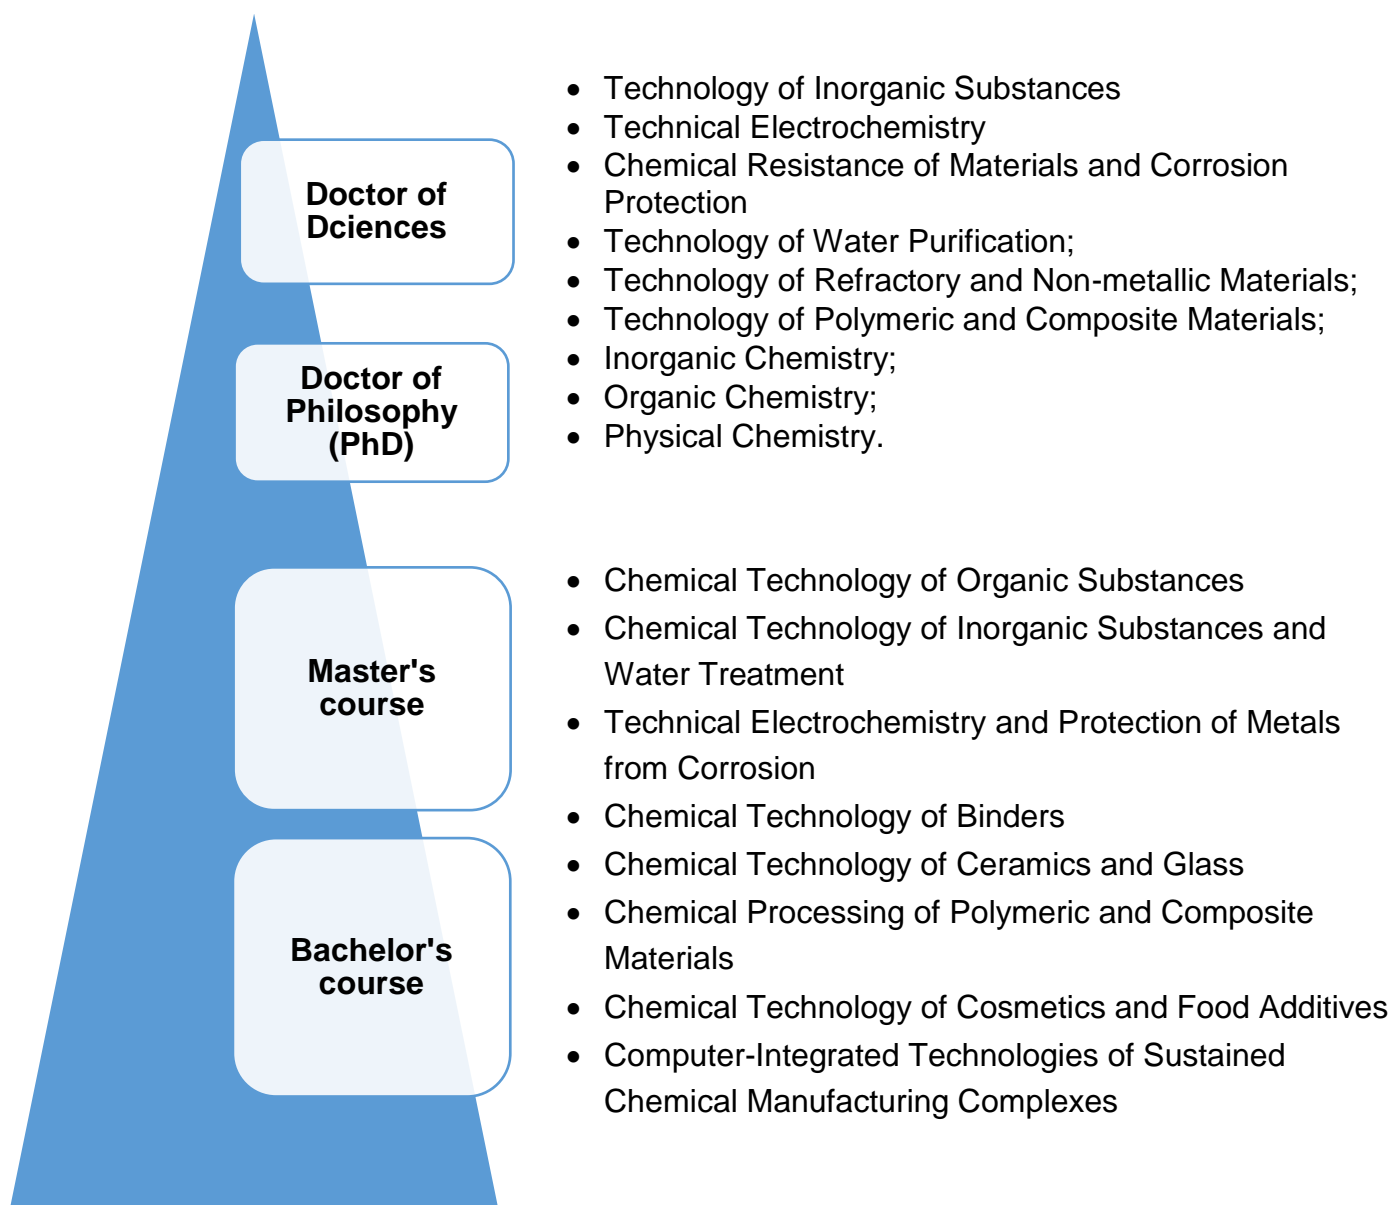 Doctor of
Dciences
Doctor of
Philosophy
(PhD)
• Technology of Inorganic Substances
• Technical Electrochemistry
• Chemical Resistance of Materials and Corrosion
Protection
• Technology of Water Purification;
• Technology of Refractory and Non-metallic Materials;
• Technology of Polymeric and Composite Materials;
• Inorganic Chemistry;
• Organic Chemistry;
• Physical Chemistry.
Master's
course
Bachelor's
course
• Chemical Technology of Organic Substances
• Chemical Technology of Inorganic Substances and
Water Treatment
• Technical Electrochemistry and Protection of Metals
from Corrosion
• Chemical Technology of Binders
• Chemical Technology of Ceramics and Glass
• Chemical Processing of Polymeric and Composite
Materials
• Chemical Technology of Cosmetics and Food Additives
• Computer-Integrated Technologies of Sustained
Chemical Manufacturing Complexes